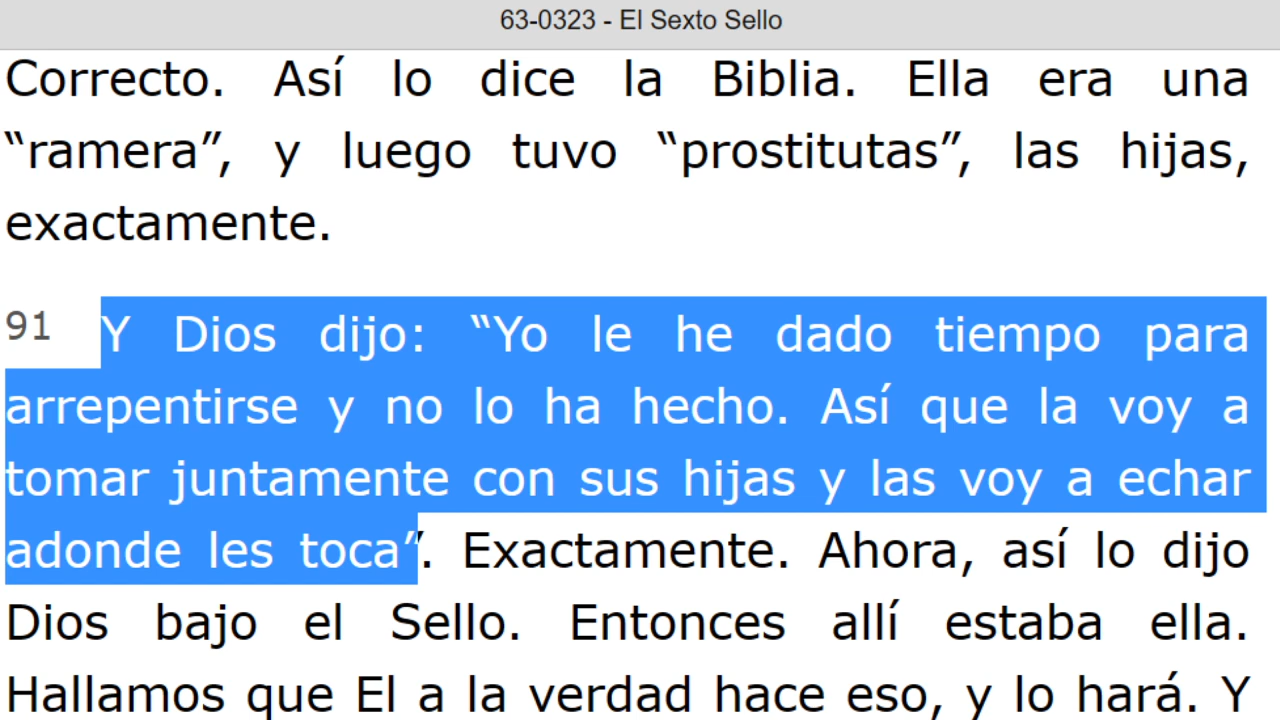 63-0323 - El Sexto Sello
Correcto. Así lo dice la Biblia. Ella era una
“ramera”, y luego tuvo “prostitutas”, las hijas,
exactamente.
91 Y Dios dijo: “Yo le he dado tiempo para
arrepentirse y no lo ha hecho. Así que la voy a
tomar juntamente con sus hijas y las voy a echar
adonde les toca”. Exactamente. Ahora, así lo dijo
Dios bajo el Sello. Entonces allí estaba ella.
Hallamos que El a la verdad hace eso, y lo hará. Y